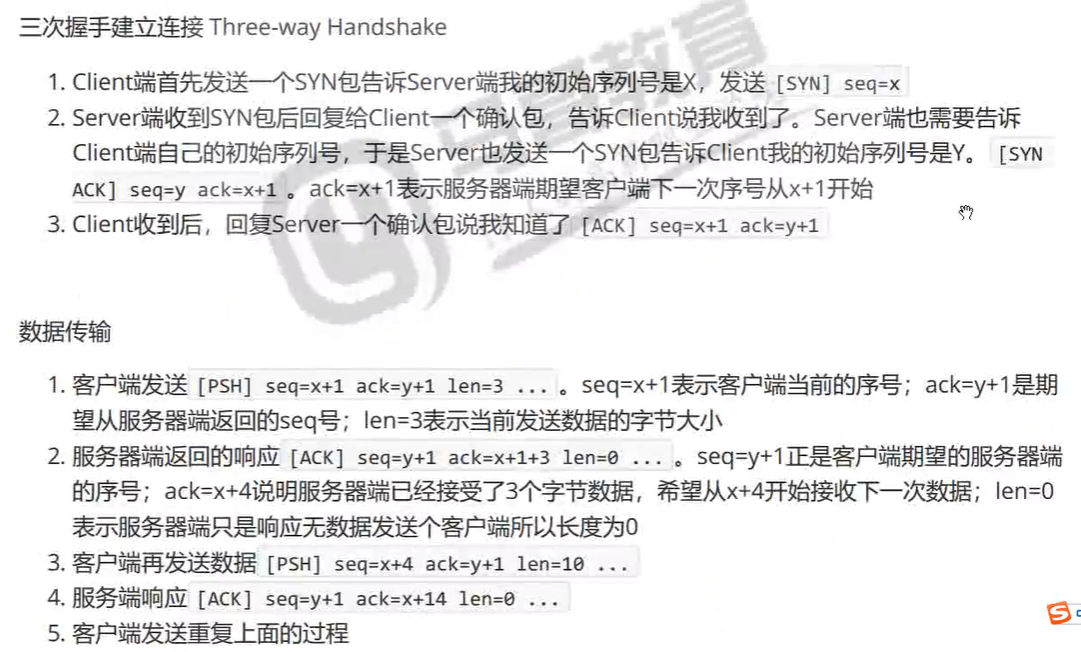 三次握手建立连接 Three-way Handshake
1. Client端首先发送一个SYN包告诉Server端我的初始序列号是X，发送 [SYN] seq=x
2. Server端收到SYN包后回复给Client一个确认包，告诉Client说我收到了。Server端也需要告诉
Client端自己的初始序列号，于是Server也发送一个SYN包告诉Client我的初始序列号是Y。 [SYN
ACK] seq=y ack=x+1 。ack=x+1表示服务器端期望客户端下一次序号从x+1开始
3. Client收到后，回复Server一个确认包说我知道了 [ACK] seq=x+1 ack=y+1
数据传输
1. 客户端发送 [PSH] seq=x+1 ack=y+1 len=3 ... 。seq=x+1表示客户端当前的序号；ack=y+1是期
望从服务器端返回的seq号；len=3表示当前发送数据的字节大小
2. 服务器端返回的响应 [ACK] seq=y+1 ack=x+1+3 len=0 ... 。seq=y+1正是客户端期望的服务器端
的序号；ack=x+4说明服务器端已经接受了3个字节数据，希望从x+4开始接收下一次数据；len=0
表示服务器端只是响应无数据发送个客户端所以长度为0
3. 客户端再发送数据 [PSH] seq=x+4 ack=y+1 len=10 ...
4. 服务端响应 [ACK] seq=y+1 ack=x+14 len=0 ...
5. 客户端发送重复上面的过程